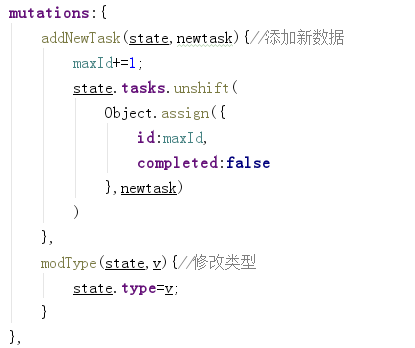 mutations:{
addNewTask(state,newtask){//添加新数据
maxId+=1;
state.tasks.unshift(
Object.assign({
id:maxId,
completed:false
},newtask)
)
},
modType(state,v){//修改类型
state.type=v;
}
},